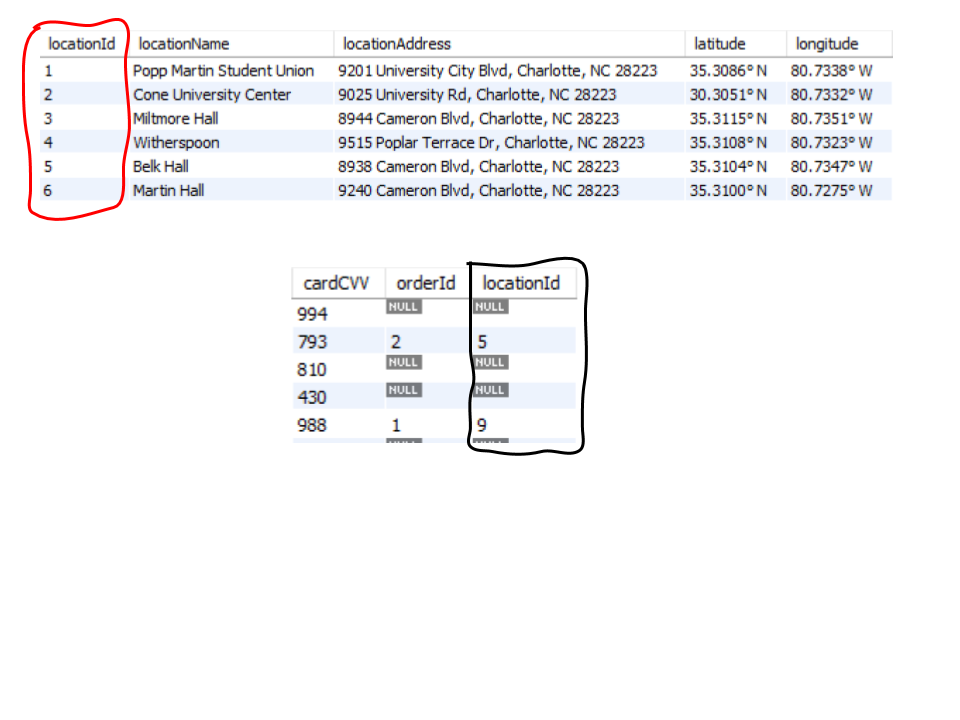 locationId locationName locationAddress latitude longitude
1 Popp Martin Student Union 9201 University City Blvd, Charlotte, NC 28223 35.3086° N 80.7338° W
2 Cone University Center 9025 University Rd, Charlotte, NC 28223 30.3051° N 80.7332° W
3 Miltmore Hall 8944 Cameron Blvd, Charlotte, NC 28223 35.3115° N 80.7351° W
4 Witherspoon 9515 Poplar Terrace Dr, Charlotte, NC 28223 35.3108° N 80.7323° W
5 Belk Hall 8938 Cameron Blvd, Charlotte, NC 28223 35.3104° N 80.7347° W
6 Martin Hall 9240 Cameron Blvd, Charlotte, NC 28223 35.3100° N 80.7275° W
cardCVV orderId locationId
994 NULL NULL
793 2 5
810 NULL NULL
430 NULL NULL
988 1 9